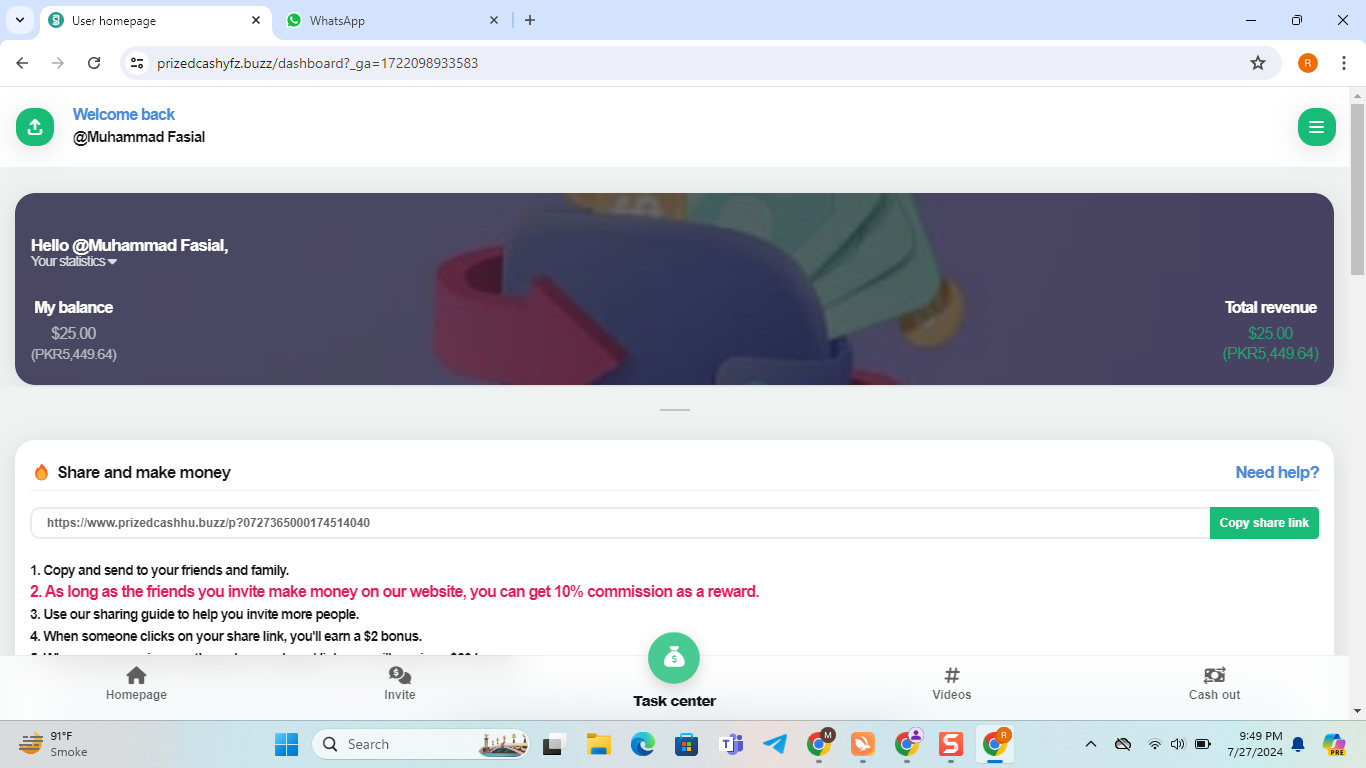 User homepage
WhatsApp
prizedcashyfz.buzz/dashboard?_ga=1722098933583
R
Welcome back
@Muhammad Fasial
Hello @Muhammad Fasial,
Your statistics
My balance
Total revenue
$25.00
$25.00
(PKR5,449.64)
(PKR5,449.64)
Share and make money
Need help?
https://www.prizedcashhu.buzz/p?0727365000174514040
Copy share link
1. Copy and send to your friends and family.
2. As long as the friends you invite make money on our website, you can get 10% commission as a reward.
3. Use our sharing guide to help you invite more people.
4. When someone clicks on your share link, you'll earn a $2 bonus.
Homepage
Invite
Task center
Videos
Cash out
91°F
Smoke
Search
M
R
PRE
9:49 PM
7/27/2024